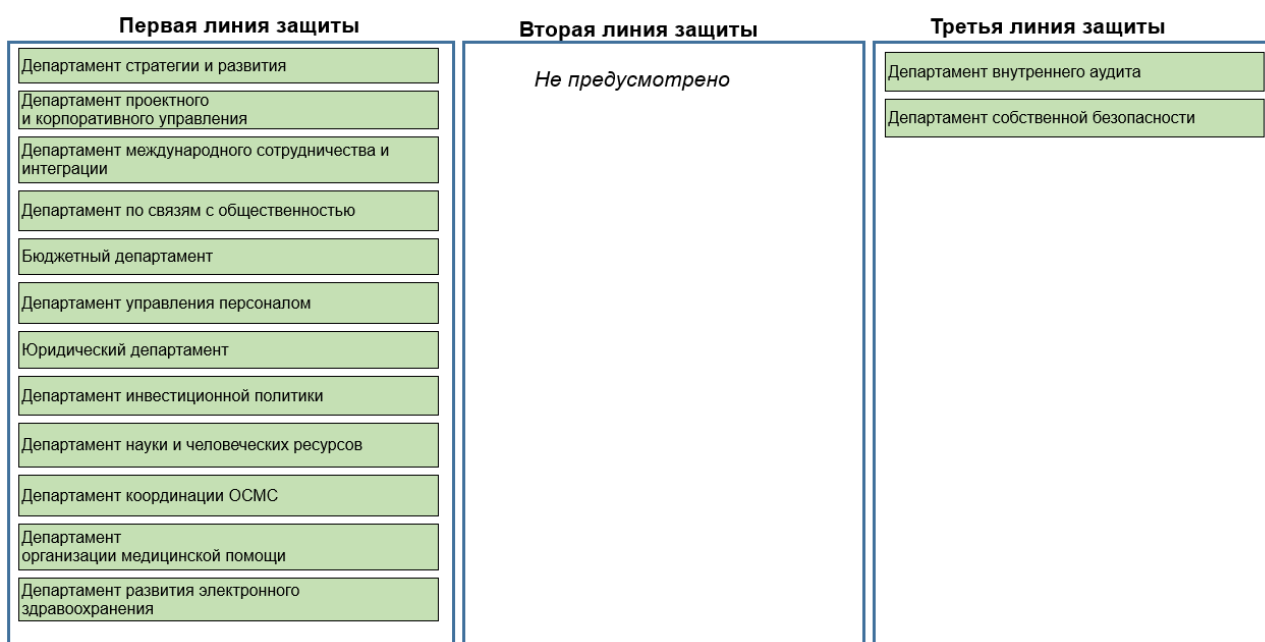 Первая линия защиты
Департамент стратегии и развития
Департамент проектного
и корпоративного управления
Департамент международного сотрудничества и
интеграции
Департамент по связям с общественностью
Бюджетный департамент
Департамент управления персоналом
Юридический департамент
Департамент инвестиционной политики
Департамент науки и человеческих ресурсов
Департамент координации ОСМС
Департамент
организации медицинской помощи
Департамент развития электронного
здравоохранения
Вторая линия защиты
Не предусмотрено
Третья линия защиты
Департамент внутреннего аудита
Департамент собственной безопасности